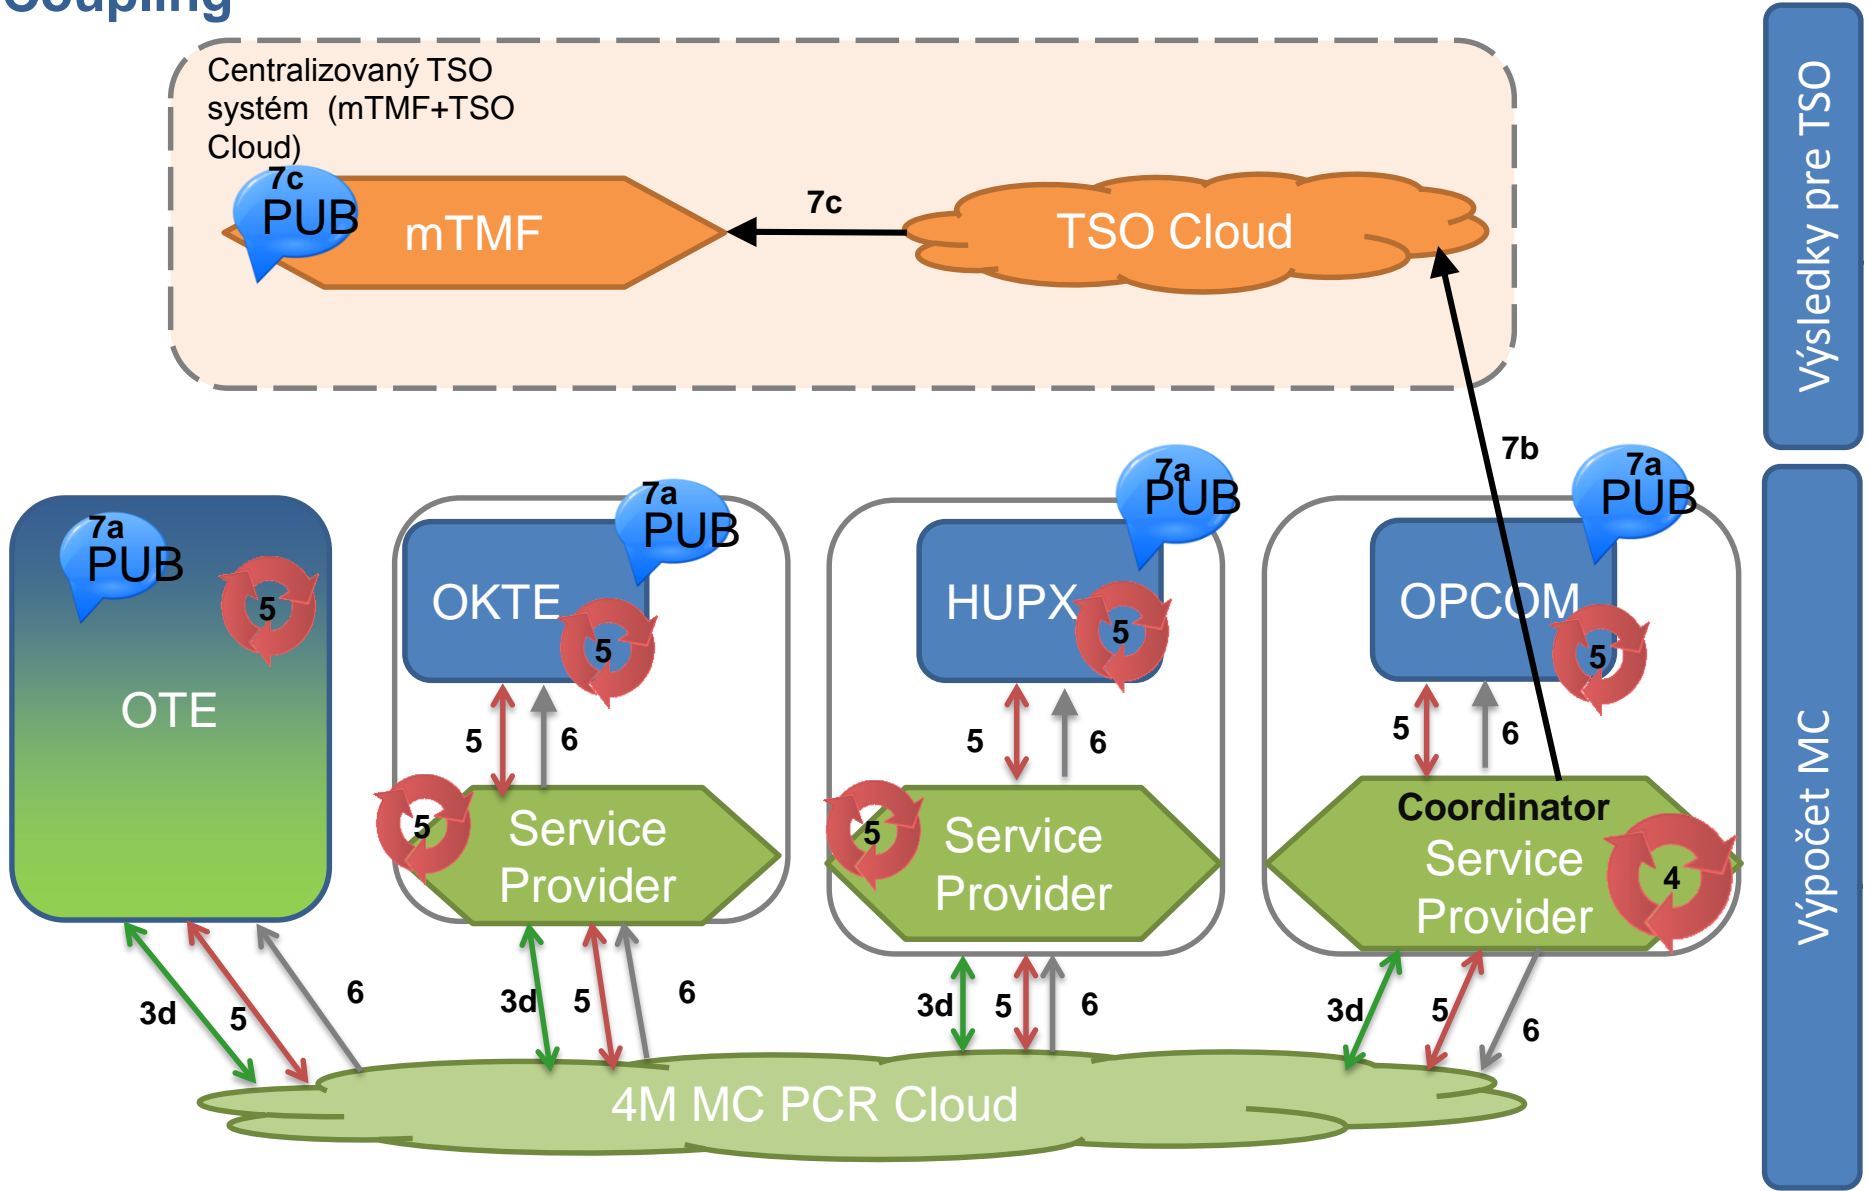 Coupling
Centralizovaný TSO
systém (mTMF+TSO
Cloud)
7c
PUB
mTMF
7c
TSO Cloud
Výsledky pre TSO
7b
7a
PUB
5
OTE
7a
PUB
OKTE
5
5
6
5
Service
Provider
7a
PUB
HUPX
5
5
6
5
Service
Provider
7a
PUB
OPCOM
5
5
6
Coordinator
Service
Provider
4
Výpočet MC
3d
5
6
3d
5
6
3d
5
6
3d
5
6
4M MC PCR Cloud